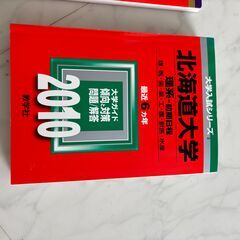 大学入試シリーズ
北海道大学
理系-前期日程
最近6ヵ年
大学ガイド
傾向と対策
問題・解答
2010
教学社